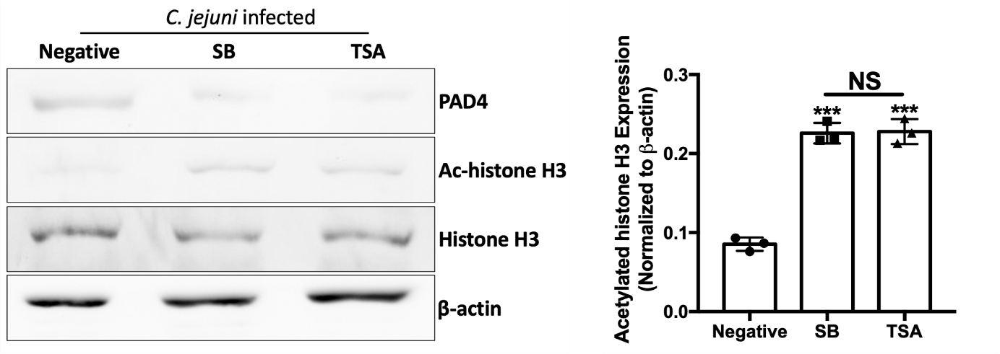 C. jejuni infected
Negative SB TSA
PAD4
Ac-histone H3
Histone H3
β-actin
Acetylated histone H3 Expression
(Normalized to β-actin)
0.3
0.2
0.1
0.0
NS
*** ***
Negative SB TSA